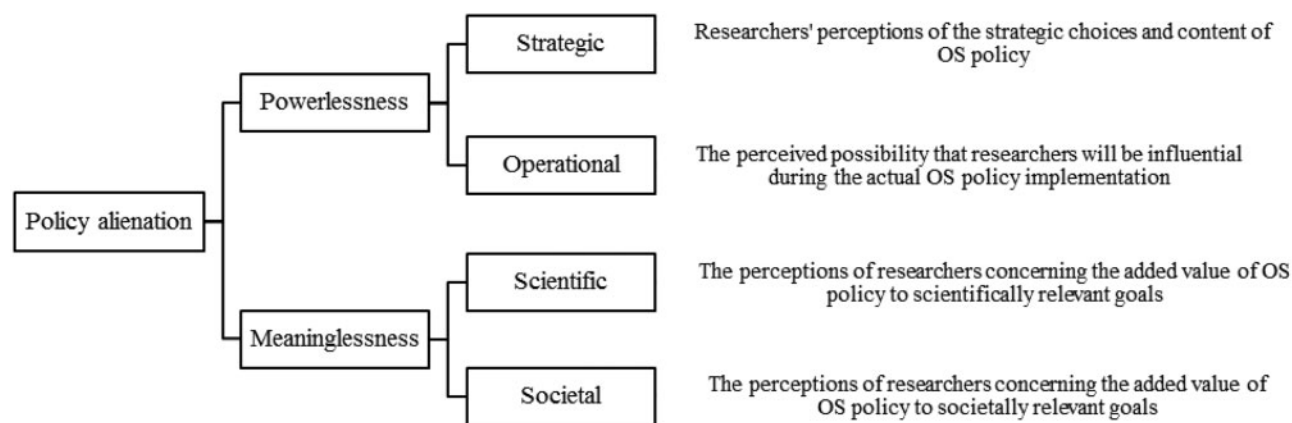 Strategic
Researchers' perceptions of the strategic choices and content of
OS policy
Powerlessness
Operational
The perceived possibility that researchers will be influential
during the actual OS policy implementation
Policy alienation
Scientific
The perceptions of researchers concerning the added value of OS
policy to scientifically relevant goals
Meaninglessness
Societal
The perceptions of researchers concerning the added value of
OS policy to societally relevant goals